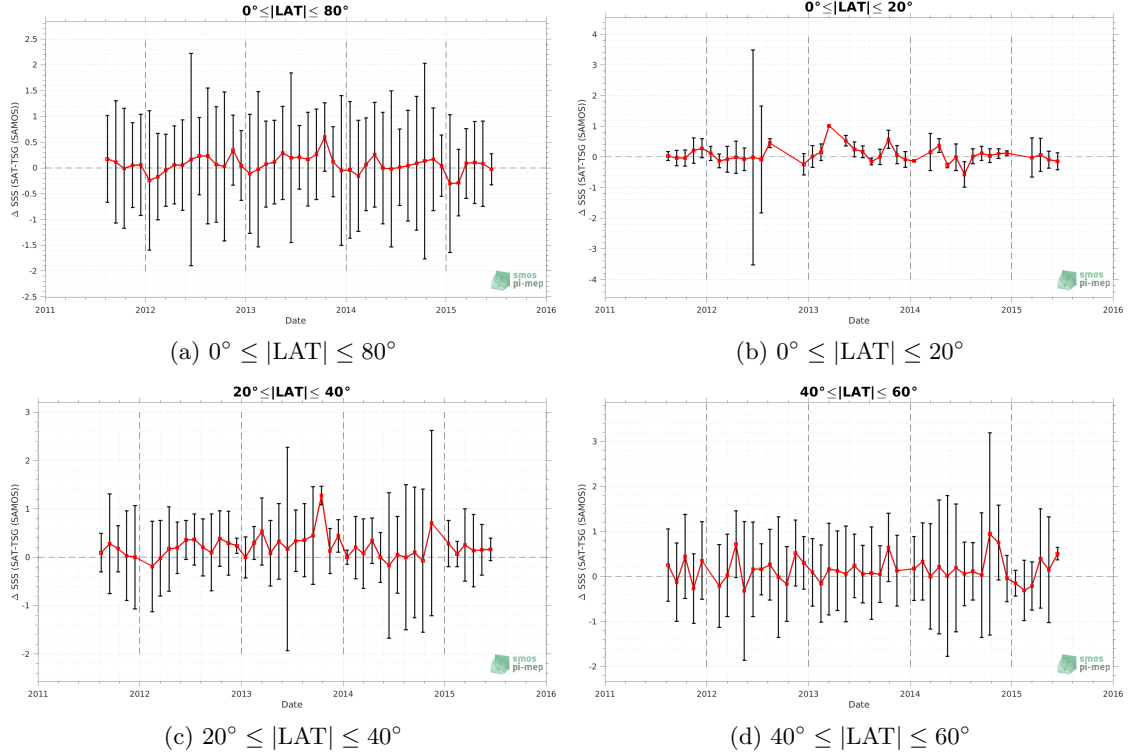 0°≤|LAT|≤ 80°
Δ SSS (SAT-TSG (SAMOS))
2.5
2
1.5
1
0.5
0
-0.5
-1
-1.5
-2
-2.5
2011 2012 2013 2014 2015 2016
Date
smos
pi-mep
(a) 0° ≤ |LAT| ≤ 80°
0°≤|LAT|≤ 20°
Δ SSS (SAT-TSG (SAMOS))
4
3
2
1
0
-1
-2
-3
-4
2011 2012 2013 2014 2015 2016
Date
smos
pi-mep
(b) 0° ≤ |LAT| ≤ 20°
20°≤|LAT|≤ 40°
Δ SSS (SAT-TSG (SAMOS))
3
2
1
0
-1
-2
2011 2012 2013 2014 2015 2016
Date
smos
pi-mep
(c) 20° ≤ |LAT| ≤ 40°
40°≤|LAT|≤ 60°
Δ SSS (SAT-TSG (SAMOS))
3
2
1
0
-1
-2
2011 2012 2013 2014 2015 2016
Date
smos
pi-mep
(d) 40° ≤ |LAT| ≤ 60°